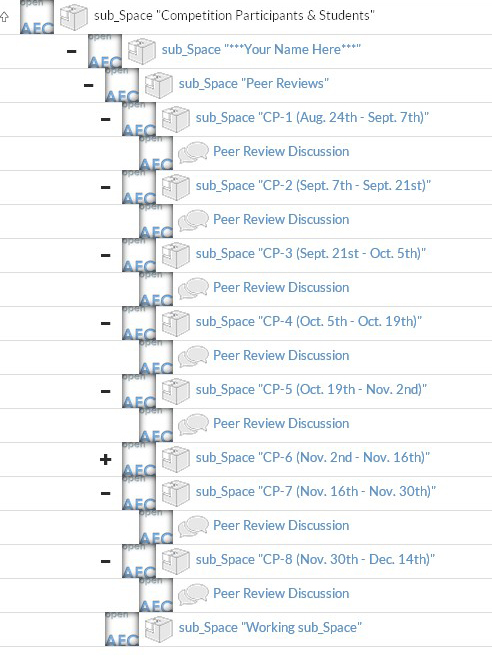 open
AEC
sub_Space "Competition Participants & Students"
open
AEC
sub_Space "***Your Name Here***"
open
AEC
sub_Space "Peer Reviews"
open
AEC
sub_Space "CP-1 (Aug. 24th - Sept. 7th)"
open
AEC
Peer Review Discussion
open
AEC
sub_Space "CP-2 (Sept. 7th - Sept. 21st)"
open
AEC
Peer Review Discussion
open
AEC
sub_Space "CP-3 (Sept. 21st - Oct. 5th)"
open
AEC
Peer Review Discussion
open
AEC
sub_Space "CP-4 (Oct. 5th - Oct. 19th)"
open
AEC
Peer Review Discussion
open
AEC
sub_Space "CP-5 (Oct. 19th - Nov. 2nd)"
open
AEC
Peer Review Discussion
open
AEC
sub_Space "CP-6 (Nov. 2nd - Nov. 16th)"
open
AEC
sub_Space "CP-7 (Nov. 16th - Nov. 30th)"
open
AEC
Peer Review Discussion
open
AEC
sub_Space "CP-8 (Nov. 30th - Dec. 14th)"
open
AEC
Peer Review Discussion
open
AEC
sub_Space "Working sub_Space"